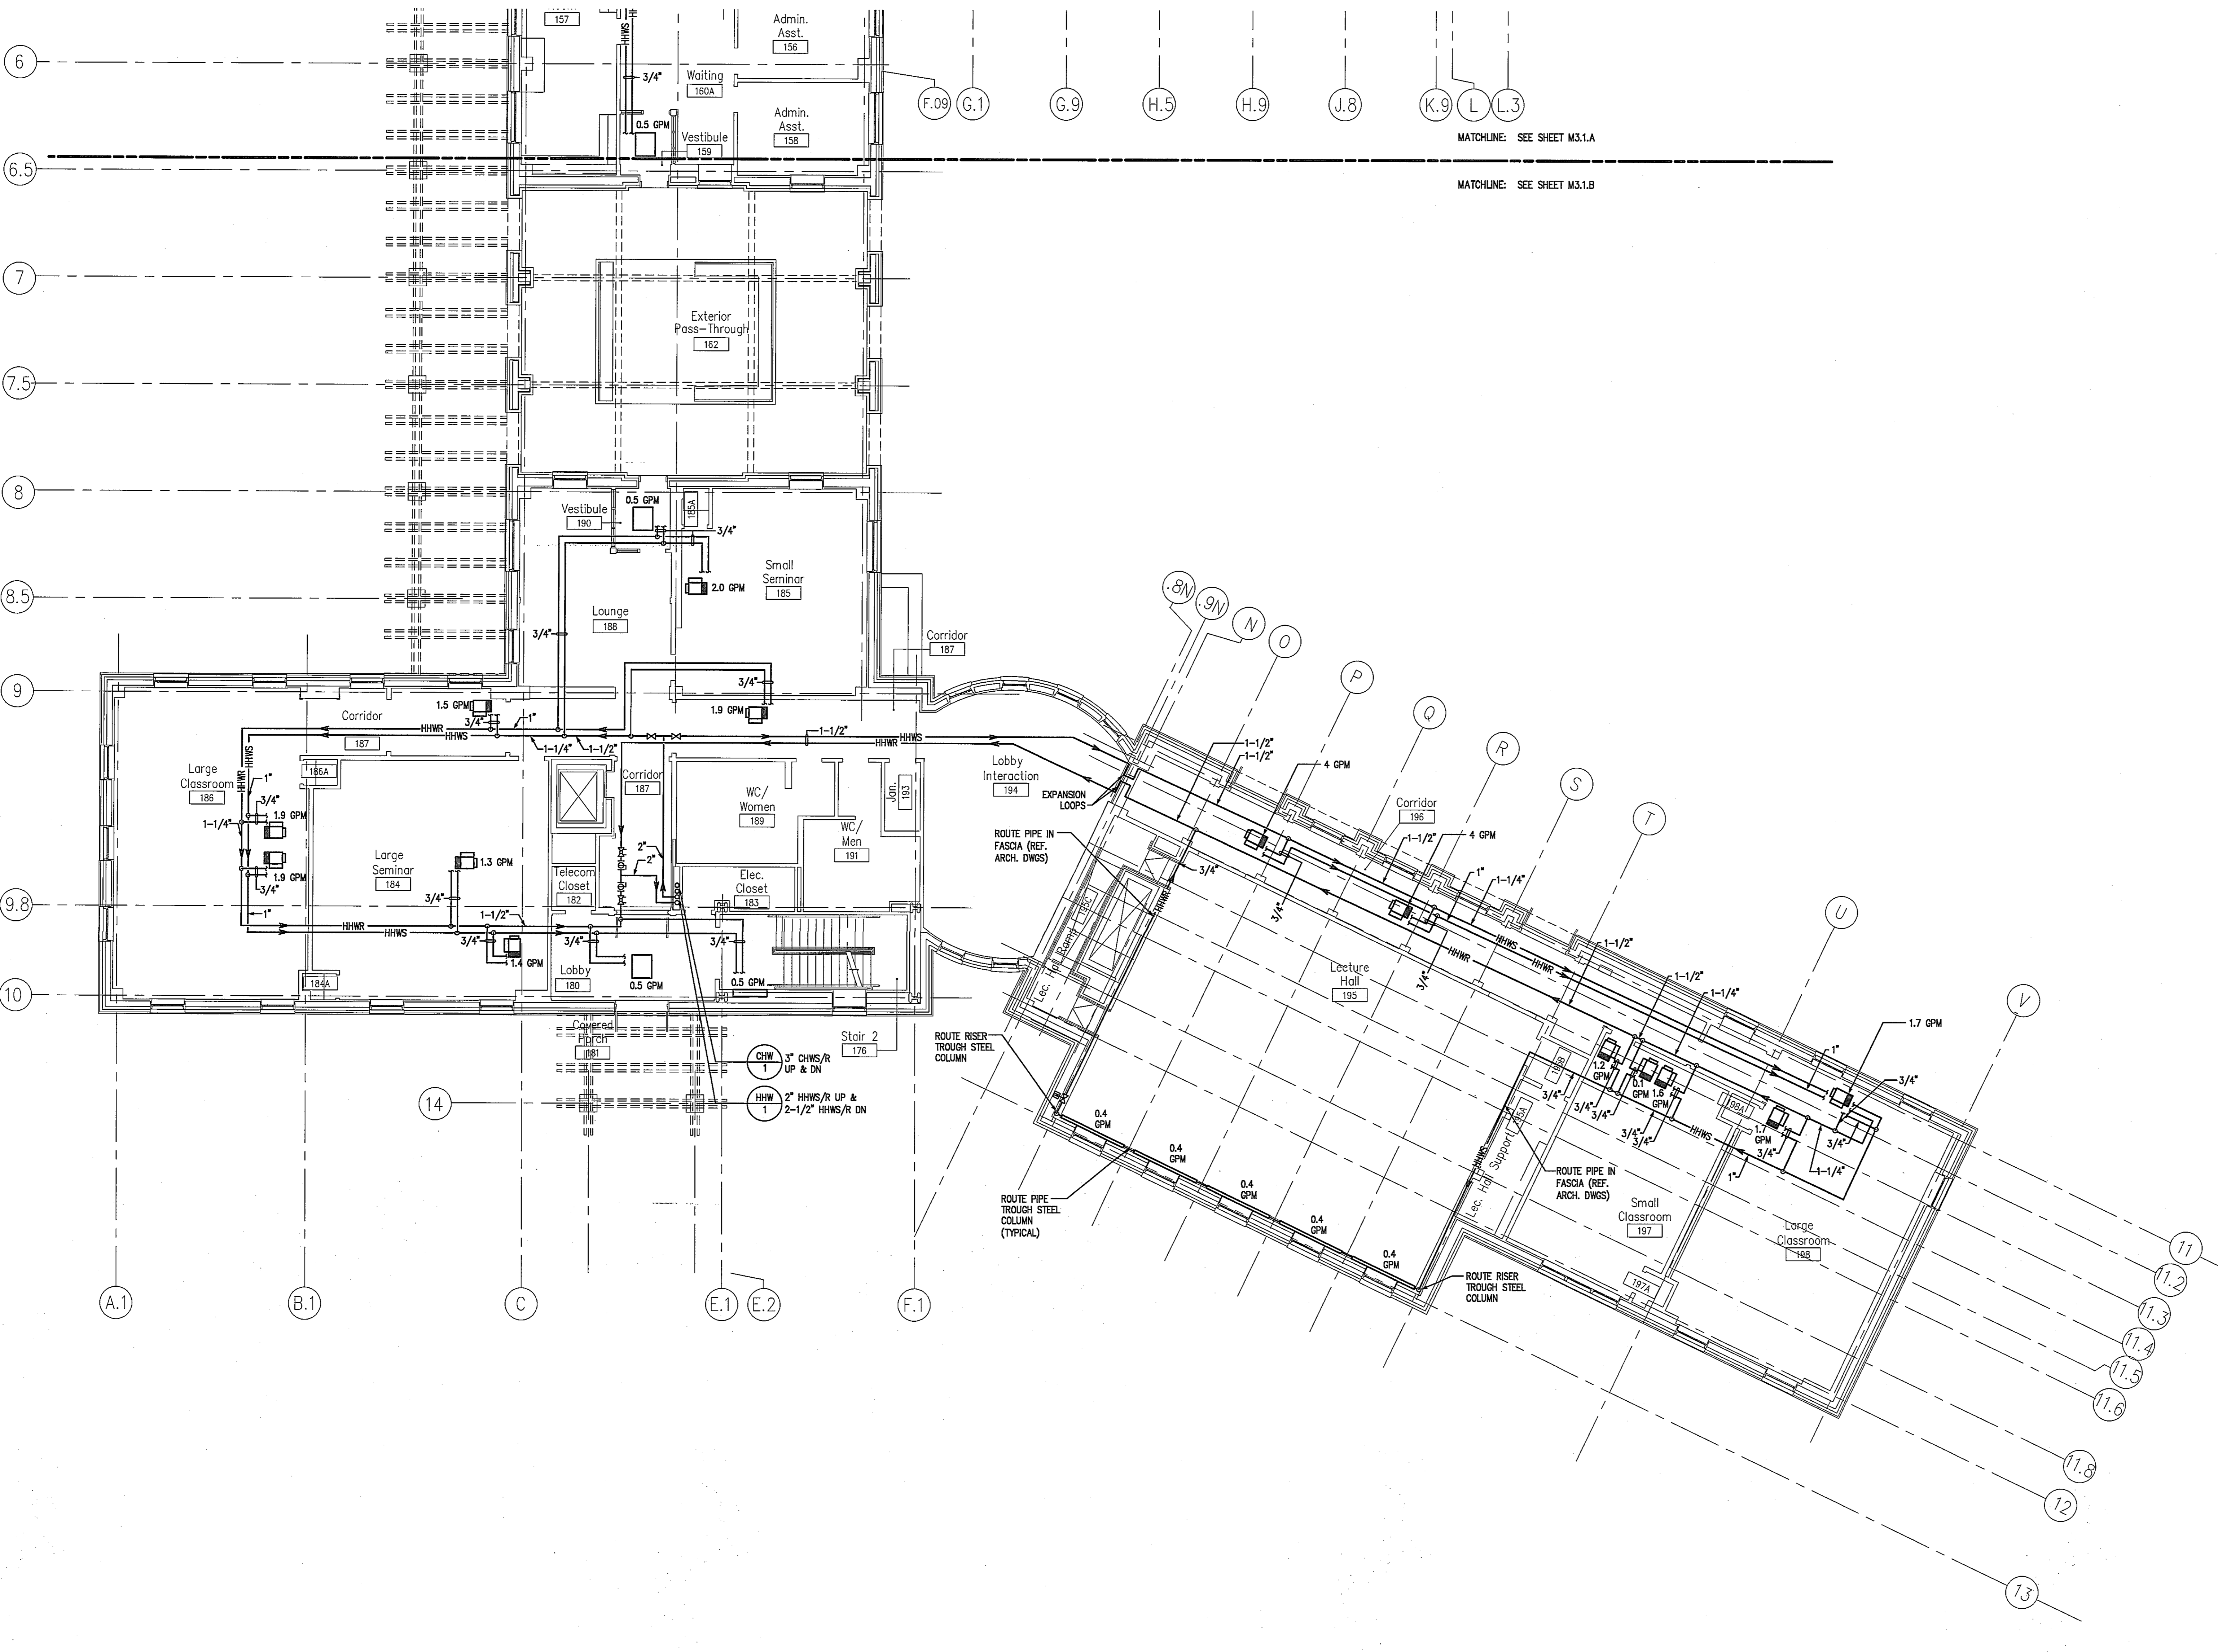 157
HHWS
Admin.
Asst.
156
6
3/4"
Waiting
160A
F.09
G.1
G.9
H.5
H.9
J.8
K.9
L
L.3
0.5 GPM
Admin.
Asst.
158
Vestibule
159
MATCHLINE: SEE SHEET M3.1.A
6.5
MATCHLINE: SEE SHEET M3.1.B
7
Exterior
Pass-Through
162
7.5
8
0.5 GPM
185A
Vestibule
190
3/4"
Small
Seminar
185
2.0 GPM
8.5
Lounge
188
3/4"
Corridor
187
.8N
.9N
N
O
P
Q
R
S
T
U
V
9
3/4"
1.5 GPM
1.9 GPM
Corridor
187
3/4"
1"
HHWR
HHWS
1-1/4"
1-1/2"
1-1/2"
HHWS
HHWR
1-1/2"
1-1/2"
4 GPM
HHWR
HHWS
Large
Classroom
186
186A
1"
3/4"
1.9 GPM
1-1/4"
1.9 GPM
3/4"
1"
Corridor
187
WC/
Women
189
Jan.
193
WC/
Men
191
Lobby
Interaction
194
EXPANSION
LOOPS
Corridor
196
1-1/2"
4 GPM
ROUTE PIPE IN
FASCIA (REF.
ARCH. DWGS)
Large
Seminar
184
1.3 GPM
2"
2"
Telecom
Closet
182
Elec.
Closet
183
3/4"
3/4"
1"
1-1/4"
9.8
3/4"
1-1/2"
HHWR
HHWS
3/4"
3/4"
3/4"
1.4 GPM
195C
HHWR
Lec. Hall Ramp
3/4"
HHWS
HHWR
1-1/2"
Lecture
Hall
195
10
184A
Lobby
180
0.5 GPM
0.5 GPM
1-1/2"
1-1/4"
1.7 GPM
Covered
Porch
181
Stair 2
176
ROUTE RISER
TROUGH STEEL
COLUMN
CHW
1
3" CHWS/R
UP & DN
14
HHW
1
2" HHWS/R UP &
2-1/2" HHWS/R DN
1.2
GPM
0.1
GPM
1.6
GPM
195B
3/4"
3/4"
3/4"
1"
3/4"
198A
1.7
GPM
3/4"
3/4"
3/4"
3/4"
HHWS
1"
1-1/4"
0.4
GPM
0.4
GPM
0.4
GPM
0.4
GPM
0.4
GPM
195A
HHWS
Lec. Hall Support
ROUTE PIPE IN
FASCIA (REF.
ARCH. DWGS)
ROUTE PIPE
TROUGH STEEL
COLUMN
(TYPICAL)
Small
Classroom
197
Large
Classroom
198
197A
ROUTE RISER
TROUGH STEEL
COLUMN
A.1
B.1
C
E.1
E.2
F.1
11
11.2
11.3
11.4
11.5
11.6
11.8
12
13